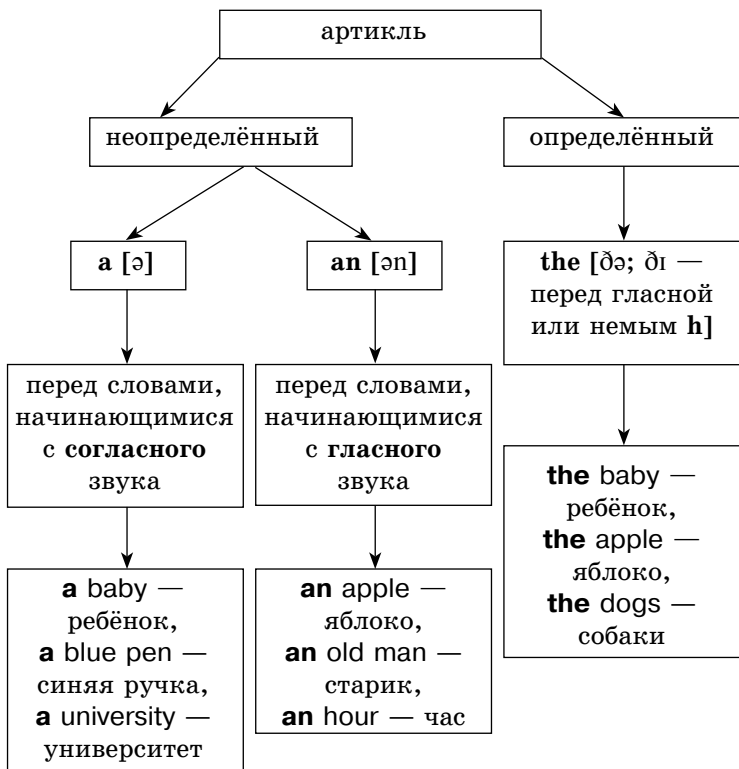 артикль
неопределённый
определённый
a [ə]
an [ən]
the [ðə; ðɪ —
перед гласной
или немым h]
перед словами,
начинающимися
с согласного
звука
перед словами,
начинающимися
с гласного
звука
a baby —
ребёнок,
a blue pen —
синяя ручка,
a university —
университет
an apple —
яблоко,
an old man —
старик,
an hour — час
the baby —
ребёнок,
the apple —
яблоко,
the dogs —
собаки